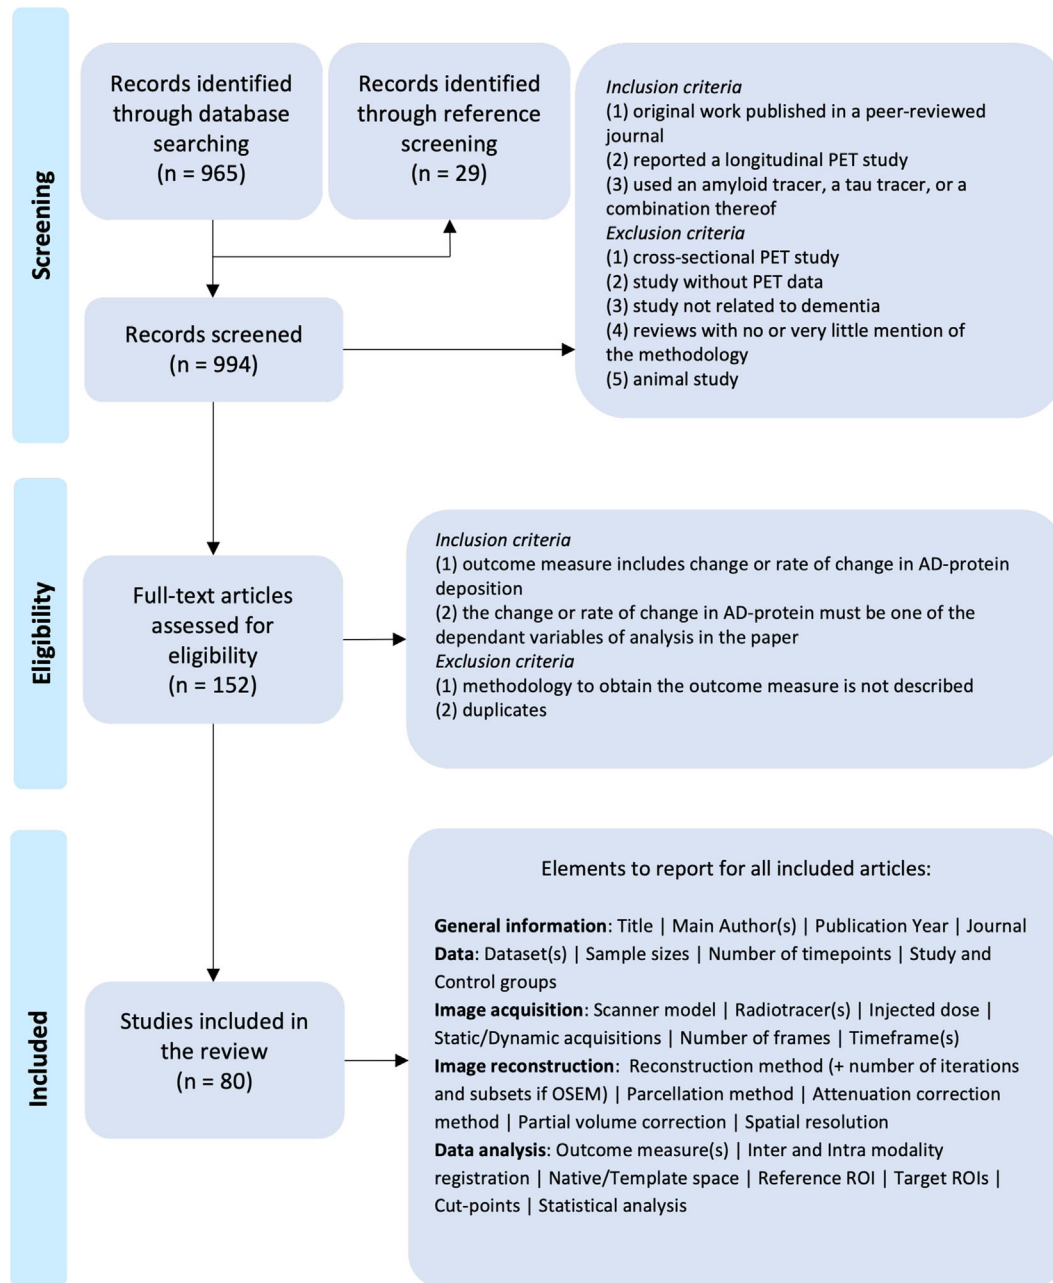 Screening
Records identified
through database
searching
(n = 965)
Records identified
through reference
screening
(n = 29)
Inclusion criteria
(1) original work published in a peer-reviewed
journal
(2) reported a longitudinal PET study
(3) used an amyloid tracer, a tau tracer, or a
combination thereof
Exclusion criteria
(1) cross-sectional PET study
(2) study without PET data
(3) study not related to dementia
(4) reviews with no or very little mention of
the methodology
(5) animal study
Records screened
(n = 994)
Eligibility
Full-text articles
assessed for
eligibility
(n = 152)
Inclusion criteria
(1) outcome measure includes change or rate of change in AD-protein
deposition
(2) the change or rate of change in AD-protein must be one of the
dependant variables of analysis in the paper
Exclusion criteria
(1) methodology to obtain the outcome measure is not described
(2) duplicates
Included
Studies included in
the review
(n = 80)
Elements to report for all included articles:
General information: Title | Main Author(s) | Publication Year | Journal
Data: Dataset(s) | Sample sizes | Number of timepoints | Study and
Control groups
Image acquisition: Scanner model | Radiotracer(s) | Injected dose |
Static/Dynamic acquisitions | Number of frames | Timeframe(s)
Image reconstruction: Reconstruction method (+ number of iterations
and subsets if OSEM) | Parcellation method | Attenuation correction
method | Partial volume correction | Spatial resolution
Data analysis: Outcome measure(s) | Inter and Intra modality
registration | Native/Template space | Reference ROI | Target ROIs |
Cut-points | Statistical analysis